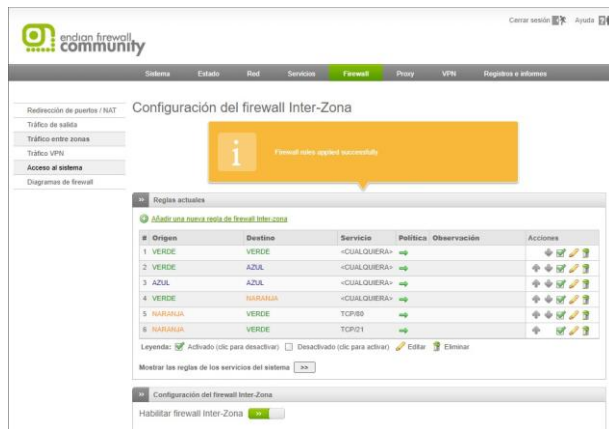 Cerrar sesión Ayuda
endian firewall
community
Sistema Estado Red Servicios Firewall Proxy VPN Registros e informes
Redirección de puertos / NAT
Tráfico de salida
Tráfico entre zonas
Tráfico VPN
Acceso al sistema
Diagramas de firewall
Configuración del firewall Inter-Zona
Firewall rules applied successfully
Reglas actuales
Añadir una nueva regla de firewall Inter-zona
# Origen Destino Servicio Política Observación Acciones
1 VERDE VERDE <CUALQUIERA>
2 VERDE AZUL <CUALQUIERA>
3 AZUL AZUL <CUALQUIERA>
4 VERDE NARANJA <CUALQUIERA>
5 NARANJA VERDE TCP/80
6 NARANJA VERDE TCP/21
Leyenda: Activado (clic para desactivar) Desactivado (clic para activar) Editar Eliminar
Mostrar las reglas de los servicios del sistema >>
Configuración del firewall Inter-Zona
Habilitar firewall Inter-Zona